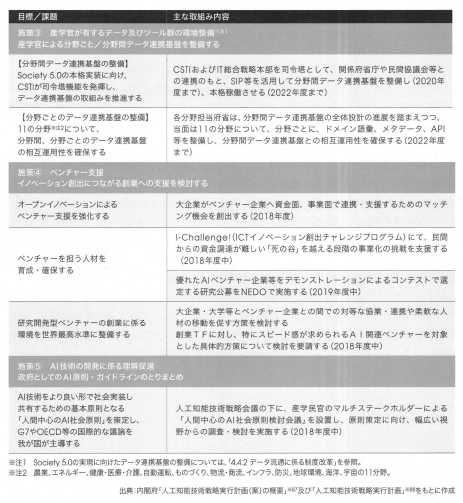 目標／課題
主な取組み内容
施策③ 産学官が有するデータ及びツール群の環境整備※注1
産学官による分野ごと／分野間データ連携基盤を整備する
【分野間データ連携基盤の整備】
Society 5.0の本格実装に向け、
CSTIが司令塔機能を発揮し、
データ連携基盤の取組みを推進する
CSTIおよびIT総合戦略本部を司令塔として、関係府省庁や民間協議会等と
の連携のもと、SIP等を活用して分野間データ連携基盤を整備し（2020年
度まで）、本格稼働させる（2022年度まで）
【分野ごとのデータ連携基盤の整備】
11の分野※注2について、
分野間、分野ごとのデータ連携基盤
の相互運用性を確保する
各分野担当府省は、分野間データ連携基盤の全体設計の進展を踏まえつつ、
当面は11の分野について、分野ごとに、ドメイン語彙、メタデータ、API
等を整備し、分野間データ連携基盤との相互運用性を確保する（2022年度
まで）
施策④ ベンチャー支援
イノベーション創出につながる創業への支援を検討する
オープンイノベーションによる
ベンチャー支援を強化する
大企業がベンチャー企業へ資金面、事業面で連携・支援するためのマッチ
ング機会を創出する（2018年度）
ベンチャーを担う人材を
育成・確保する
I-Challenge!（ICTイノベーション創出チャレンジプログラム）にて、民間
からの資金調達が難しい「死の谷」を越える段階の事業化の挑戦を支援する
（2018年度中）
優れたAIベンチャー企業等をデモンストレーションによるコンテストで選
定する研究公募をNEDOで実施する（2019年度中）
研究開発型ベンチャーの創業に係る
環境を世界最高水準に整備する
大企業・大学等とベンチャー企業との間での対等な協業・連携や柔軟な人
材の移動を促す方策を検討する
創業TFに対し、特にスピード感が求められるAI関連ベンチャーを対象
とした具体的方策について検討を要請する（2018年度中）
施策⑤ AI技術の開発に係る理解促進
政府としてのAI原則・ガイドラインのとりまとめ
AI技術をより良い形で社会実装し
共有するための基本原則となる
「人間中心のAI社会原則」を策定し、
G7やOECD等の国際的な議論を
我が国が主導する
人工知能技術戦略会議の下に、産学民官のマルチステークホルダーによる
「人間中心のAI社会原則検討会議」を設置し、原則策定に向け、幅広い視
野からの調査・検討を実施する（2018年度中）
※注1 Society 5.0の実現に向けたデータ連携基盤の整備については、「4.4.2 データ流通に係る制度改革」を参照。
※注2 農業、エネルギー、健康・医療・介護、自動運転、ものづくり、物流・商流、インフラ、防災、地球環境、海洋、宇宙の11分野。
出典：内閣府「人工知能技術戦略実行計画（案）の概要」※87及び「人工知能技術戦略実行計画」※88をもとに作成